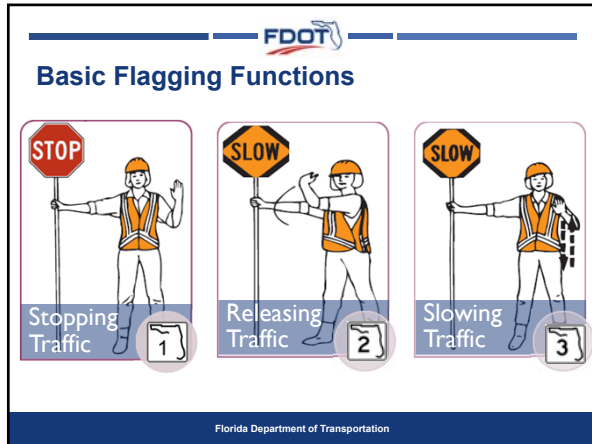 FDOT
Basic Flagging Functions
STOP
SLOW
SLOW
Stopping
Traffic
1
Releasing
Traffic
2
Slowing
Traffic
3
Florida Department of Transportation